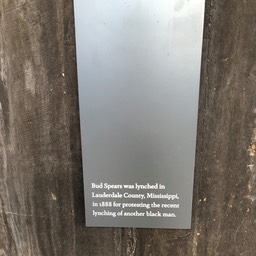 Bud Spears was lynched in
Lauderdale County, Mississippi,
in 1888 for protesting the recent
lynching of another black man.